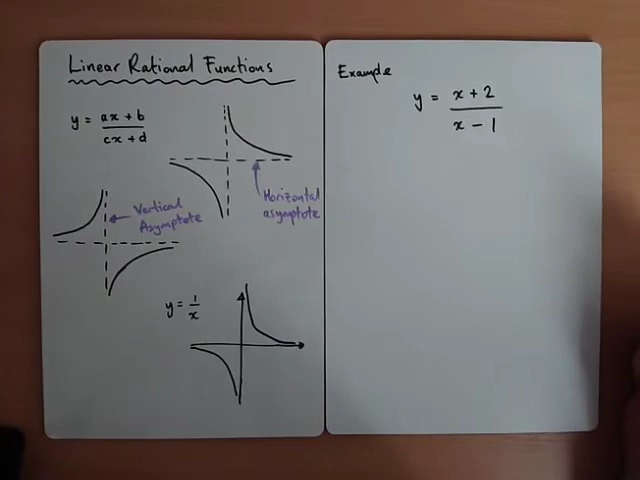 Linear Rational Functions
y = ax + b
cx + d
Horizontal
asymptote
Vertical
Asymptote
y = 1
x
Example
y = x + 2
x - 1